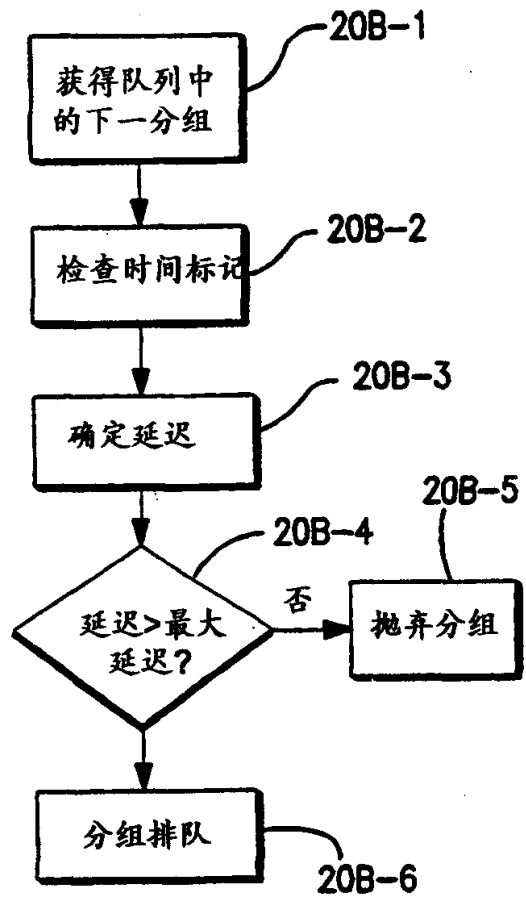 20B-1
获得队列中
的下一分组
20B-2
检查时间标记
20B-3
确定延迟
20B-4
20B-5
延迟>最大
延迟?
否
抛弃分组
分组排队
20B-6